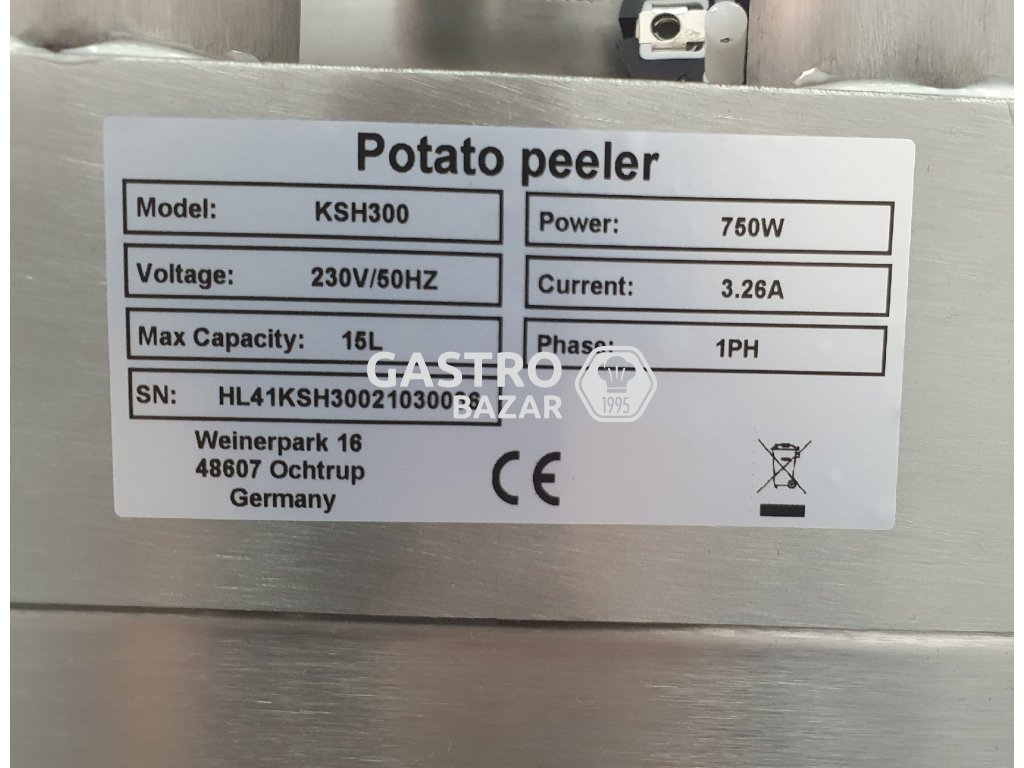 Potato peeler
Model: KSH300
Power: 750W
Voltage: 230V/50HZ
Current: 3.26A
Max Capacity: 15L
Phase: 1PH
SN:
Weinerpark 16
48607 Ochtrup
Germany
CE
GASTRO
BAZAR
1995